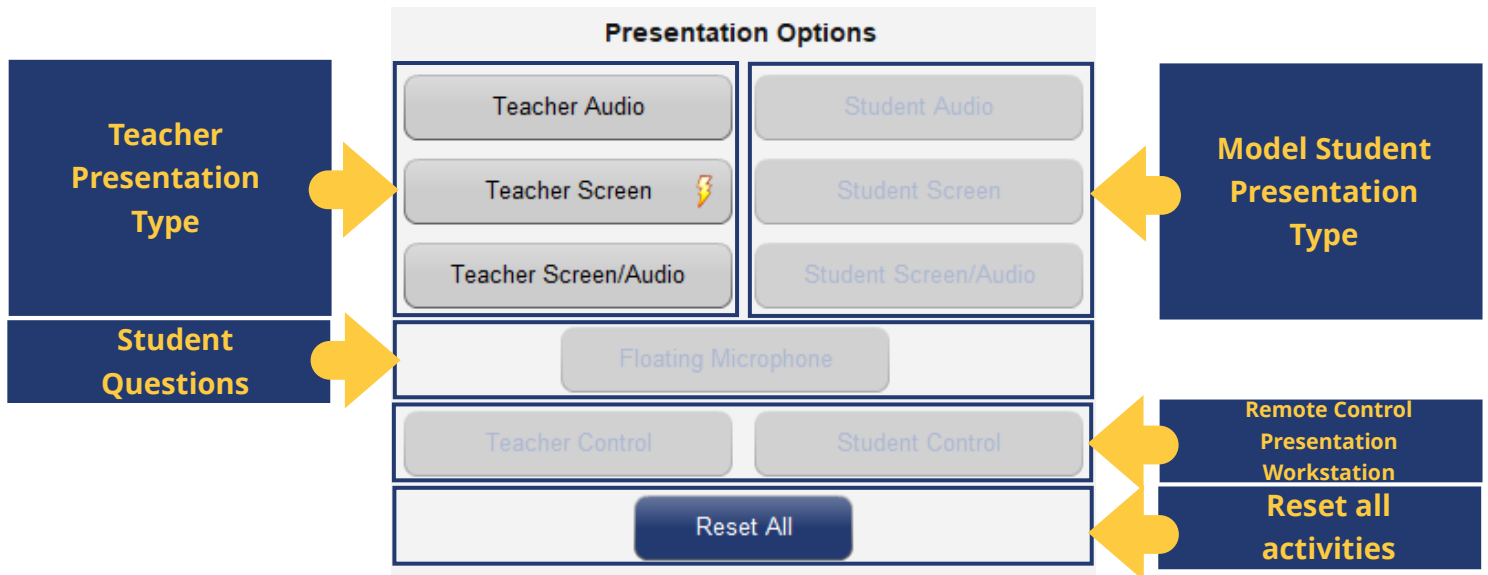 Presentation Options
Teacher
Presentation
Type
Teacher Audio
Teacher Screen
Teacher Screen/Audio
Student Audio
Student Screen
Student Screen/Audio
Model Student
Presentation
Type
Student
Questions
Floating Microphone
Teacher Control
Student Control
Remote Control
Presentation
Workstation
Reset All
Reset all
activities